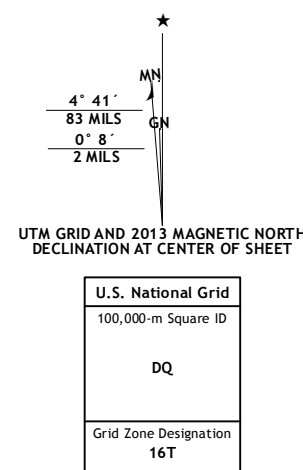 ★
MN
4° 41´
83 MILS
GN
0° 8´
2 MILS
UTM GRID AND 2013 MAGNETIC NORTH
DECLINATION AT CENTER OF SHEET
U.S. National Grid
100,000-m Square ID
DQ
Grid Zone Designation
16T